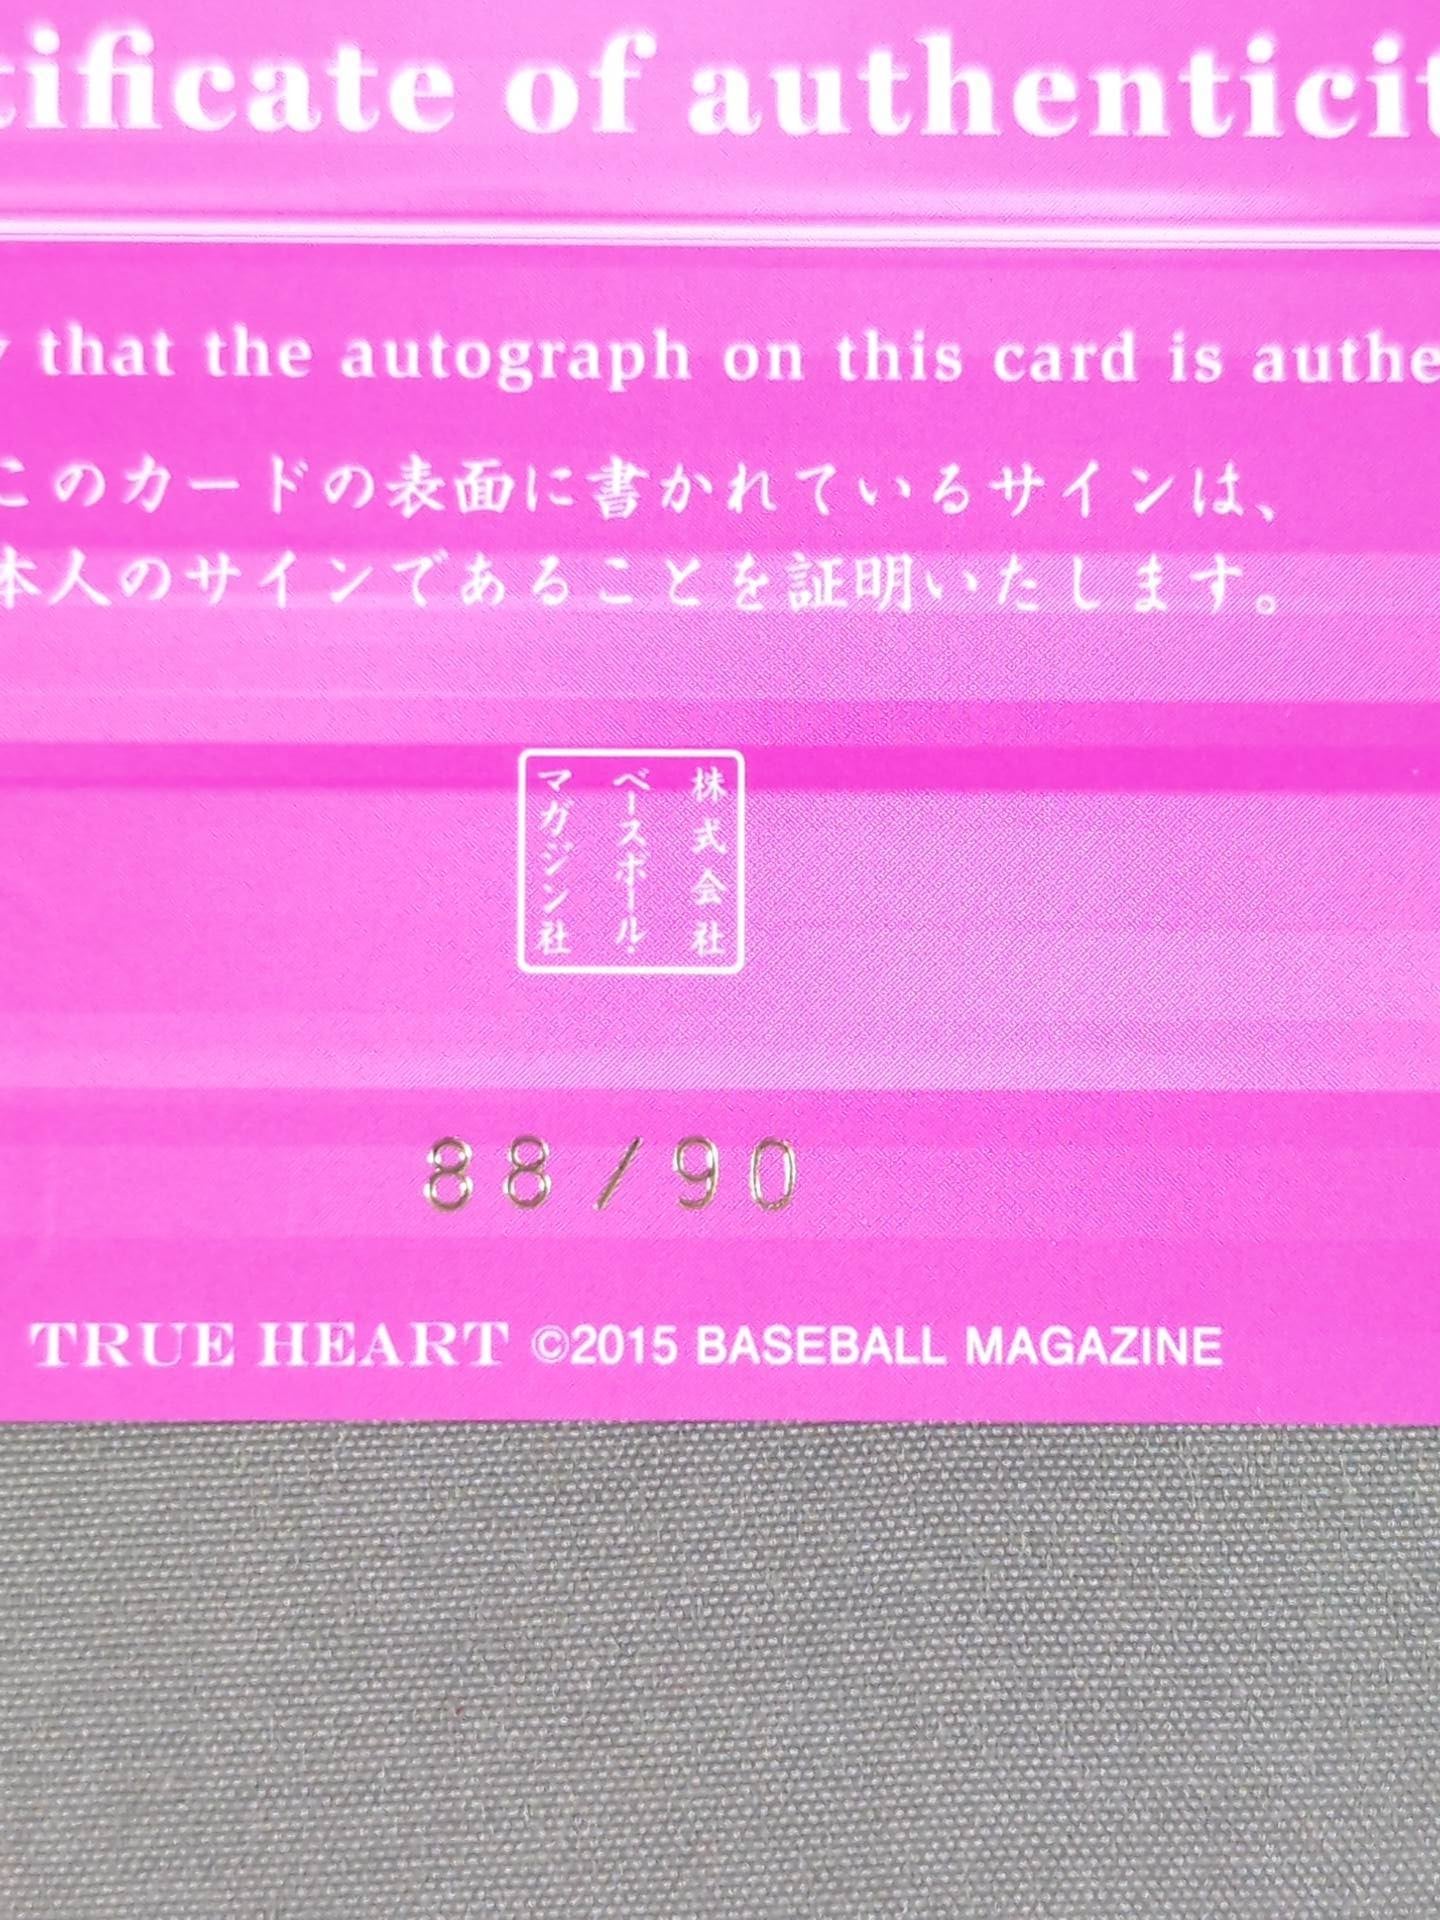 tificate of authenticit
y that the autograph on this card is authe
このカードの表面に書かれているサインは、
本人のサインであることを証明いたします。
株式会社
ベースボール・
マガジン社
88/90
TRUE HEART ©2015 BASEBALL MAGAZINE